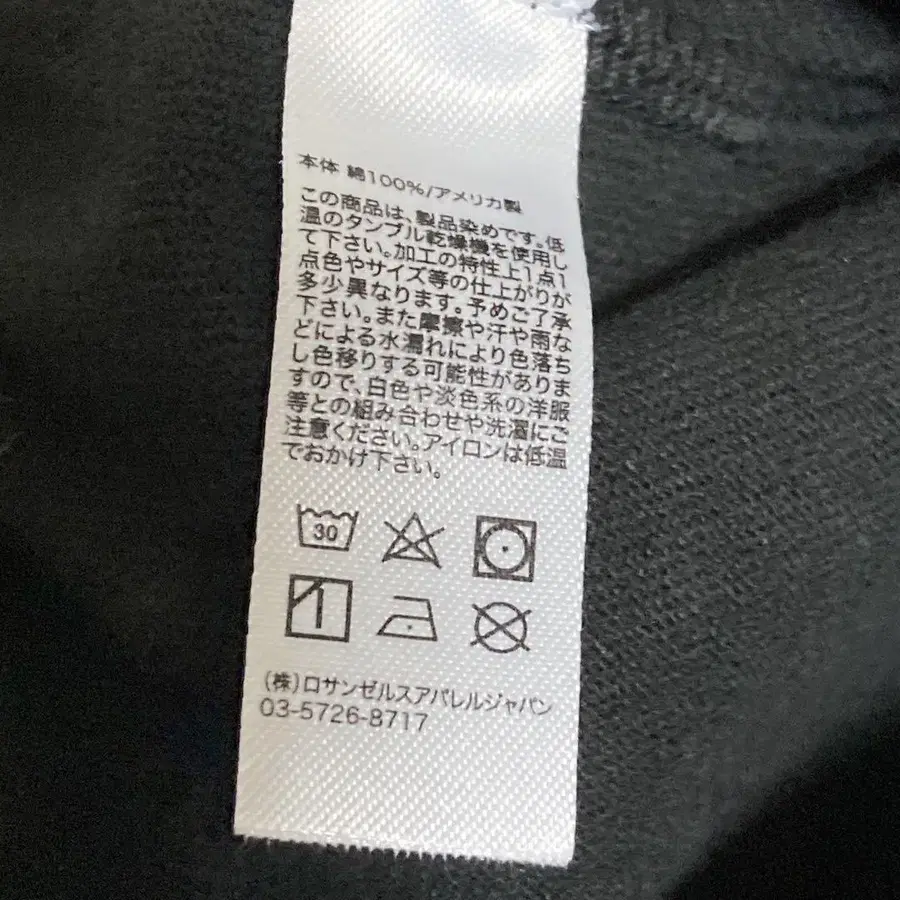 本体 綿100%/アメリカ製
この商品は、製品染めです。低
温のタンブル乾燥機を使用し
て下さい。加工の特性上1点1
点色やサイズ等の仕上がりが
多少異なります。予めご了承
下さい。また摩擦や汗や雨な
どによる水濡れにより色落ち
し色移りする可能性がありま
すので、白色や淡色系の洋服
等との組み合わせや洗濯にご
注意ください。アイロンは低温
でおかけ下さい。
30
(株)ロサンゼルスアパレルジャパン
03-5726-8717